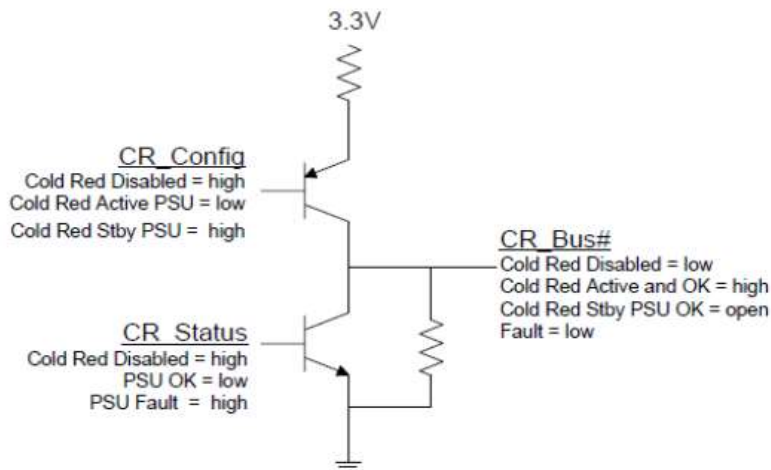 3.3V
CR_Config
Cold Red Disabled = high
Cold Red Active PSU = low
Cold Red Stby PSU = high
CR_Bus#
Cold Red Disabled = low
Cold Red Active and OK = high
Cold Red Stby PSU OK = open
Fault = low
CR_Status
Cold Red Disabled = high
PSU OK = low
PSU Fault = high